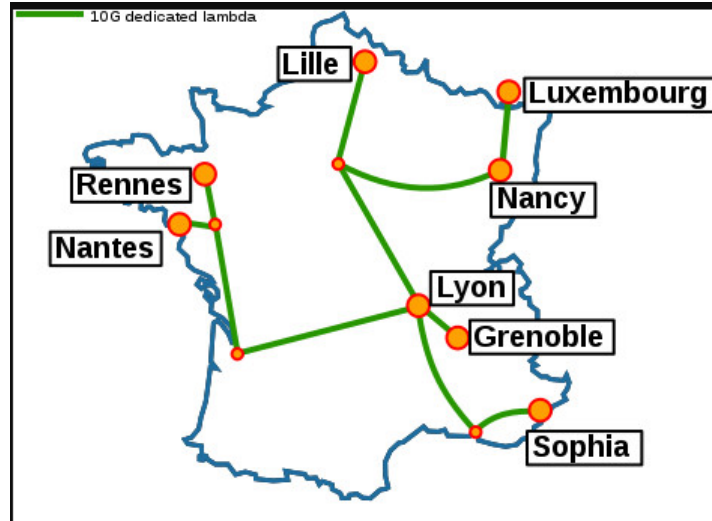 10G dedicated lambda
Lille
Luxembourg
Rennes
Nancy
Nantes
Lyon
Grenoble
Sophia